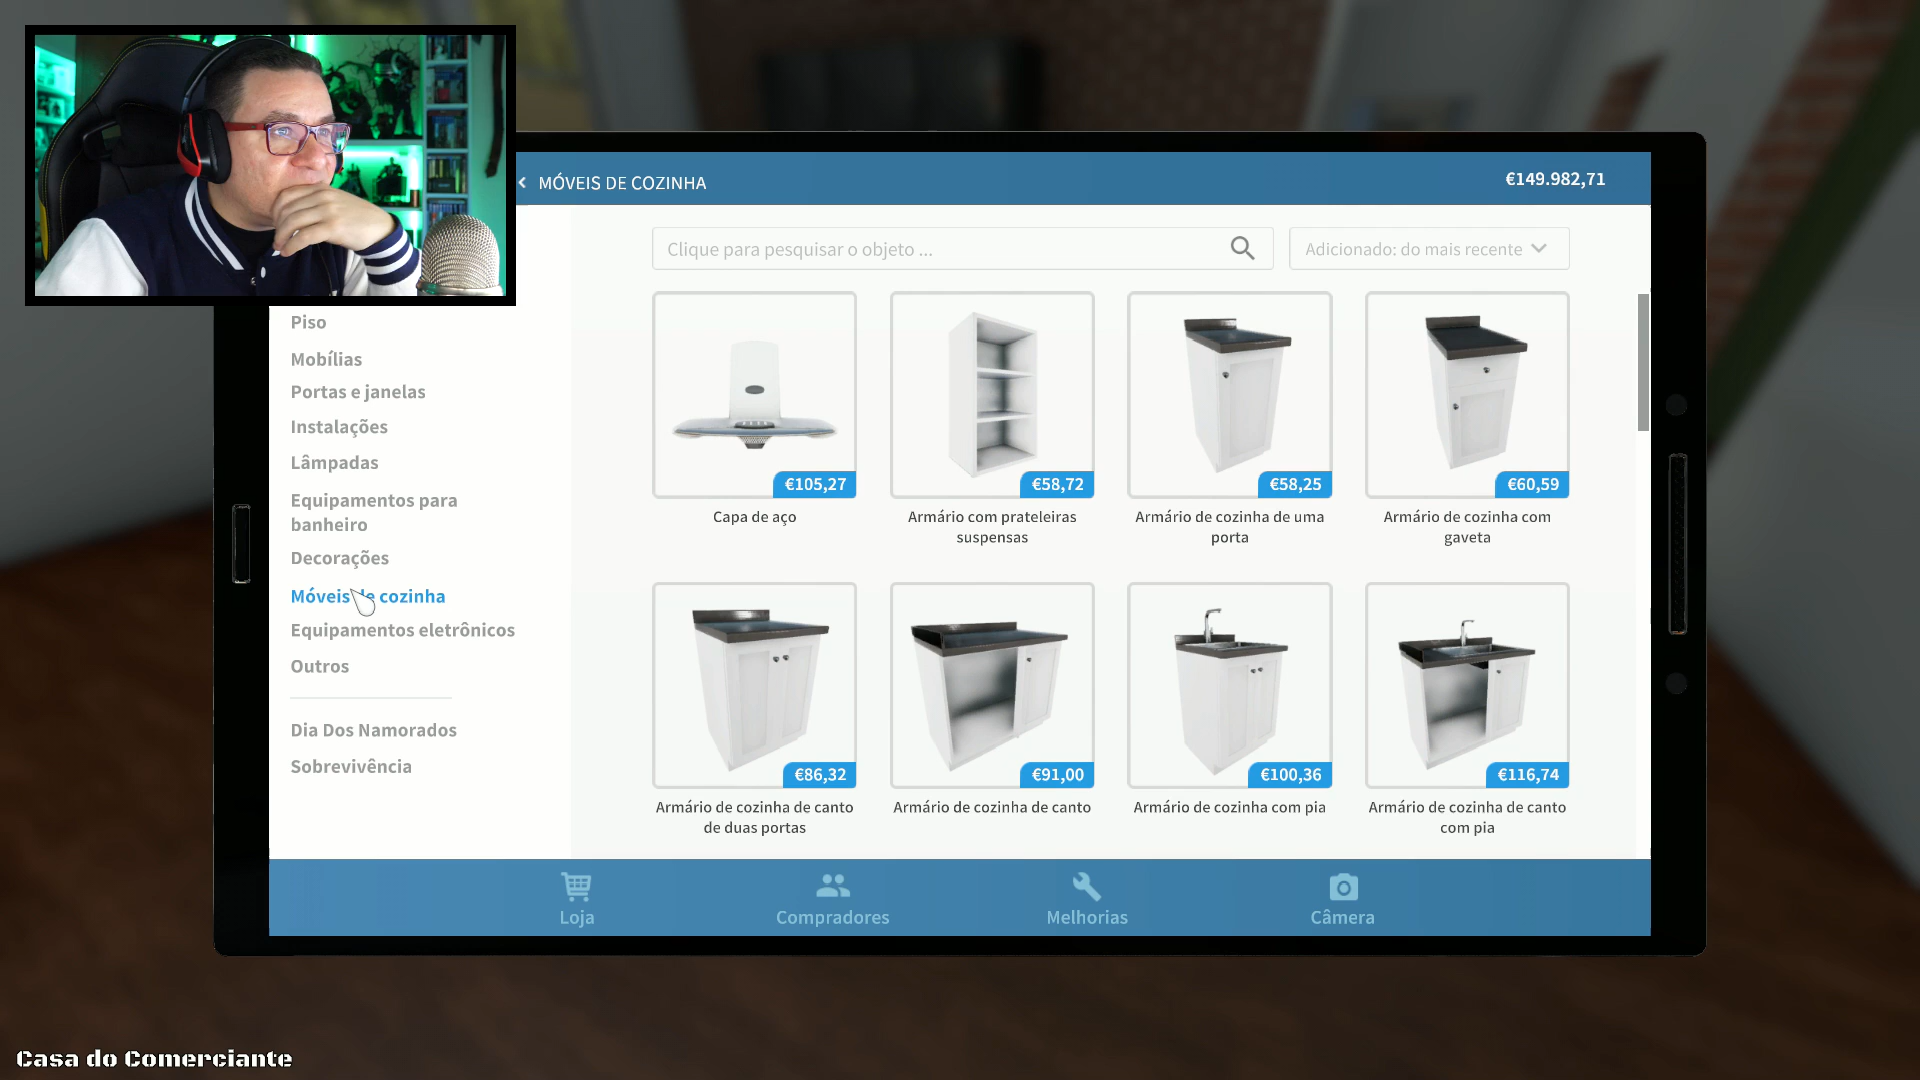 MÓVEIS DE COZINHA
€149.982,71
Clique para pesquisar o objeto ...
Adicionado: do mais recente
Piso
Mobílias
Portas e janelas
Instalações
Lâmpadas
Equipamentos para
banheiro
Decorações
Móveis de cozinha
Equipamentos eletrônicos
Outros
Dia Dos Namorados
Sobrevivência
€105,27
Capa de aço
€58,72
Armário com prateleiras
suspensas
€58,25
Armário de cozinha de uma
porta
€60,59
Armário de cozinha com
gaveta
€86,32
Armário de cozinha de canto
de duas portas
€91,00
Armário de cozinha de canto
€100,36
Armário de cozinha com pia
€116,74
Armário de cozinha de canto
com pia
Loja
Compradores
Melhorias
Câmera
Casa do Comerciante